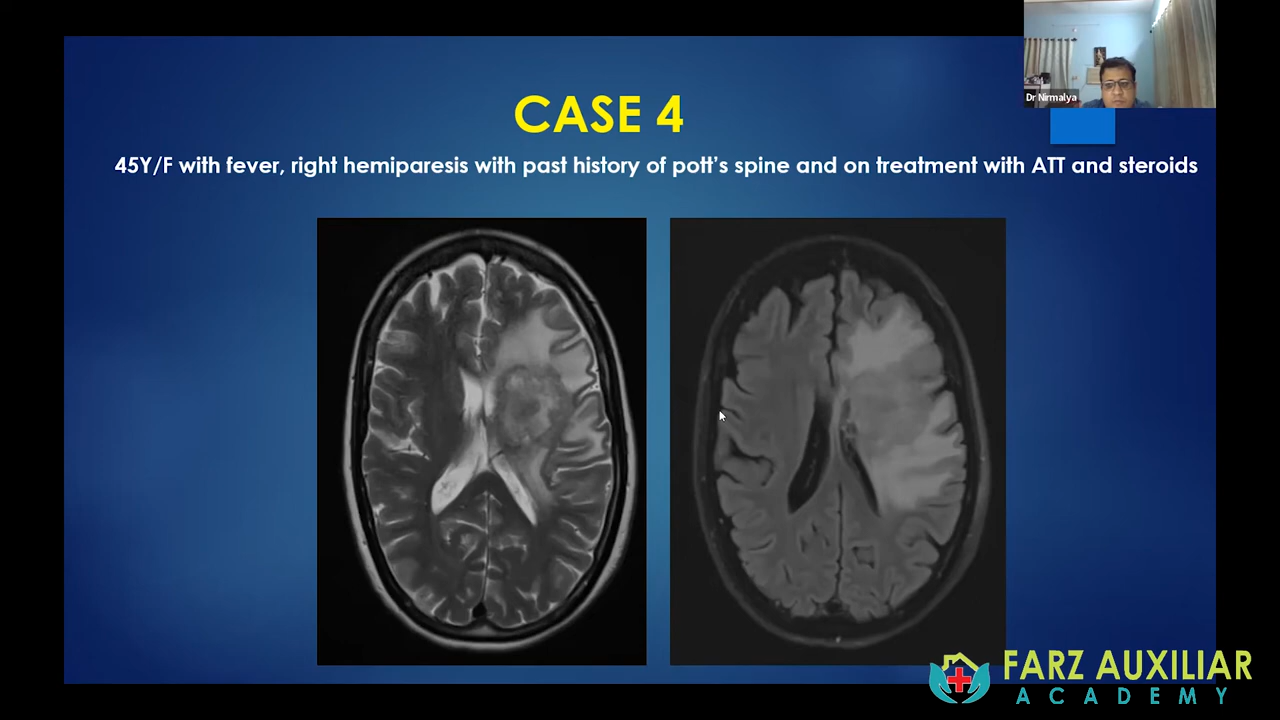 Dr Nirmalya
CASE 4
45Y/F with fever, right hemiparesis with past history of pott's spine and on treatment with ATT and steroids
FARZ AUXILIAR
ACADEMY